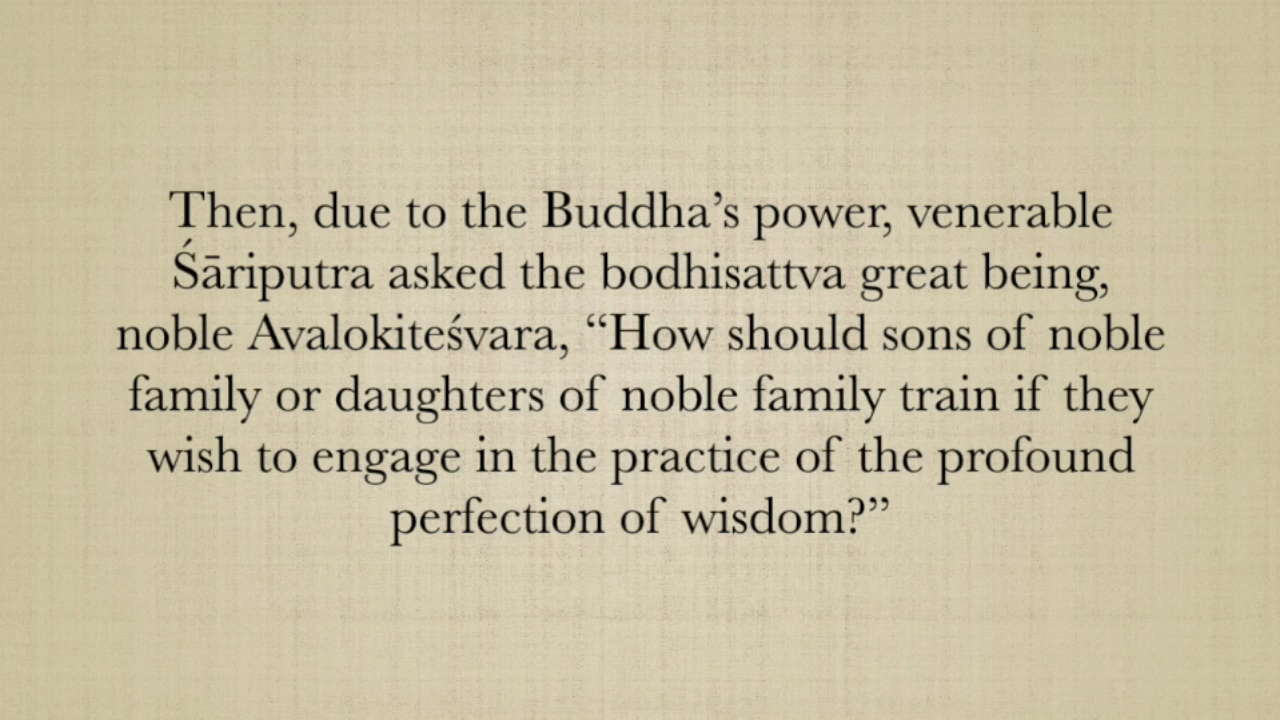 Then, due to the Buddha’s power, venerable
Śāriputra asked the bodhisattva great being,
noble Avalokiteśvara, “How should sons of noble
family or daughters of noble family train if they
wish to engage in the practice of the profound
perfection of wisdom?”